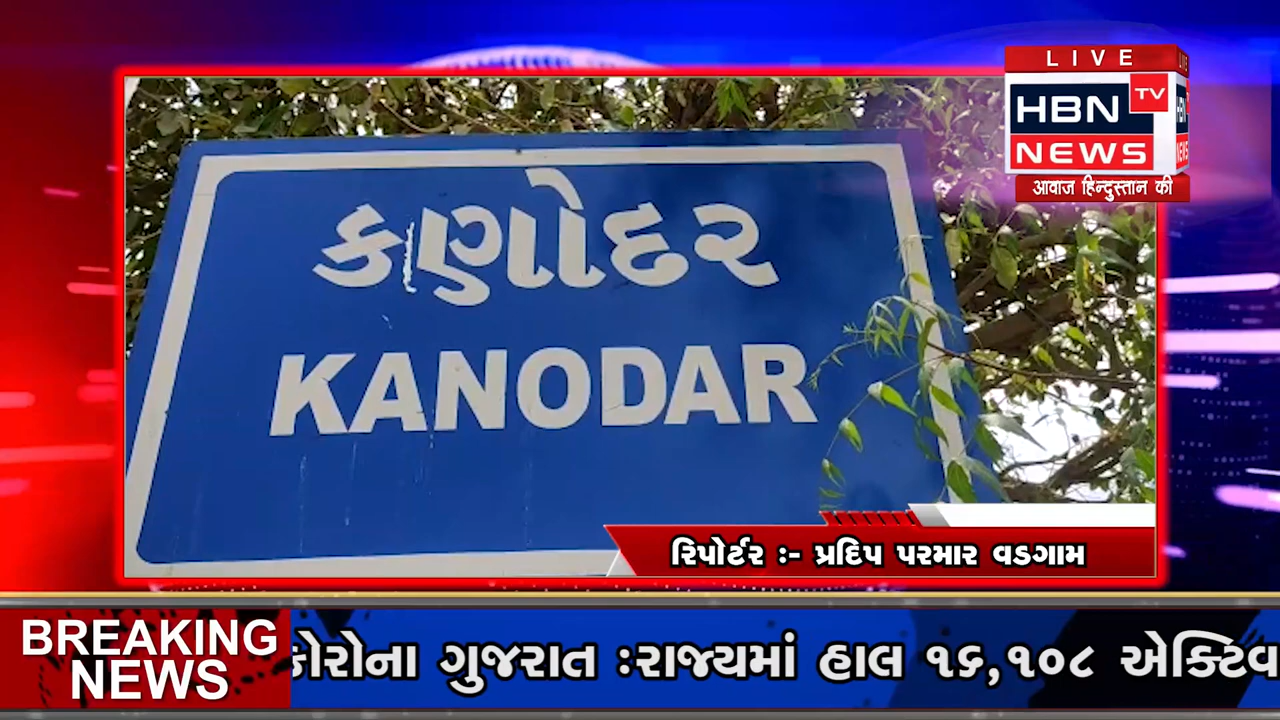 LIVE
HBN TV
NEWS
आवाज हिन्दुस्तान की
કણોદર
KANODAR
રિપોર્ટર :- પ્રદિપ પરમાર વડગામ
BREAKING
NEWS
કોરોના ગુજરાત :રાજ્યમાં હાલ ૧૬,૧૦૮ એક્ટિવ